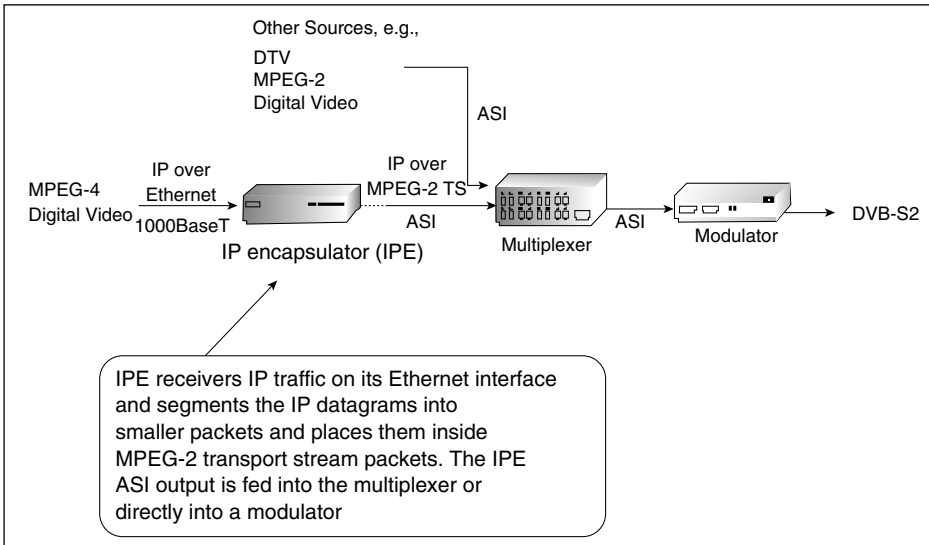 Other Sources, e.g.,
DTV
MPEG-2
Digital Video
ASI
MPEG-4
Digital Video
IP over
Ethernet
1000BaseT
IP encapsulator (IPE)
IP over
MPEG-2 TS
ASI
Multiplexer
ASI
Modulator
DVB-S2
IPE receivers IP traffic on its Ethernet interface
and segments the IP datagrams into
smaller packets and places them inside
MPEG-2 transport stream packets. The IPE
ASI output is fed into the multiplexer or
directly into a modulator